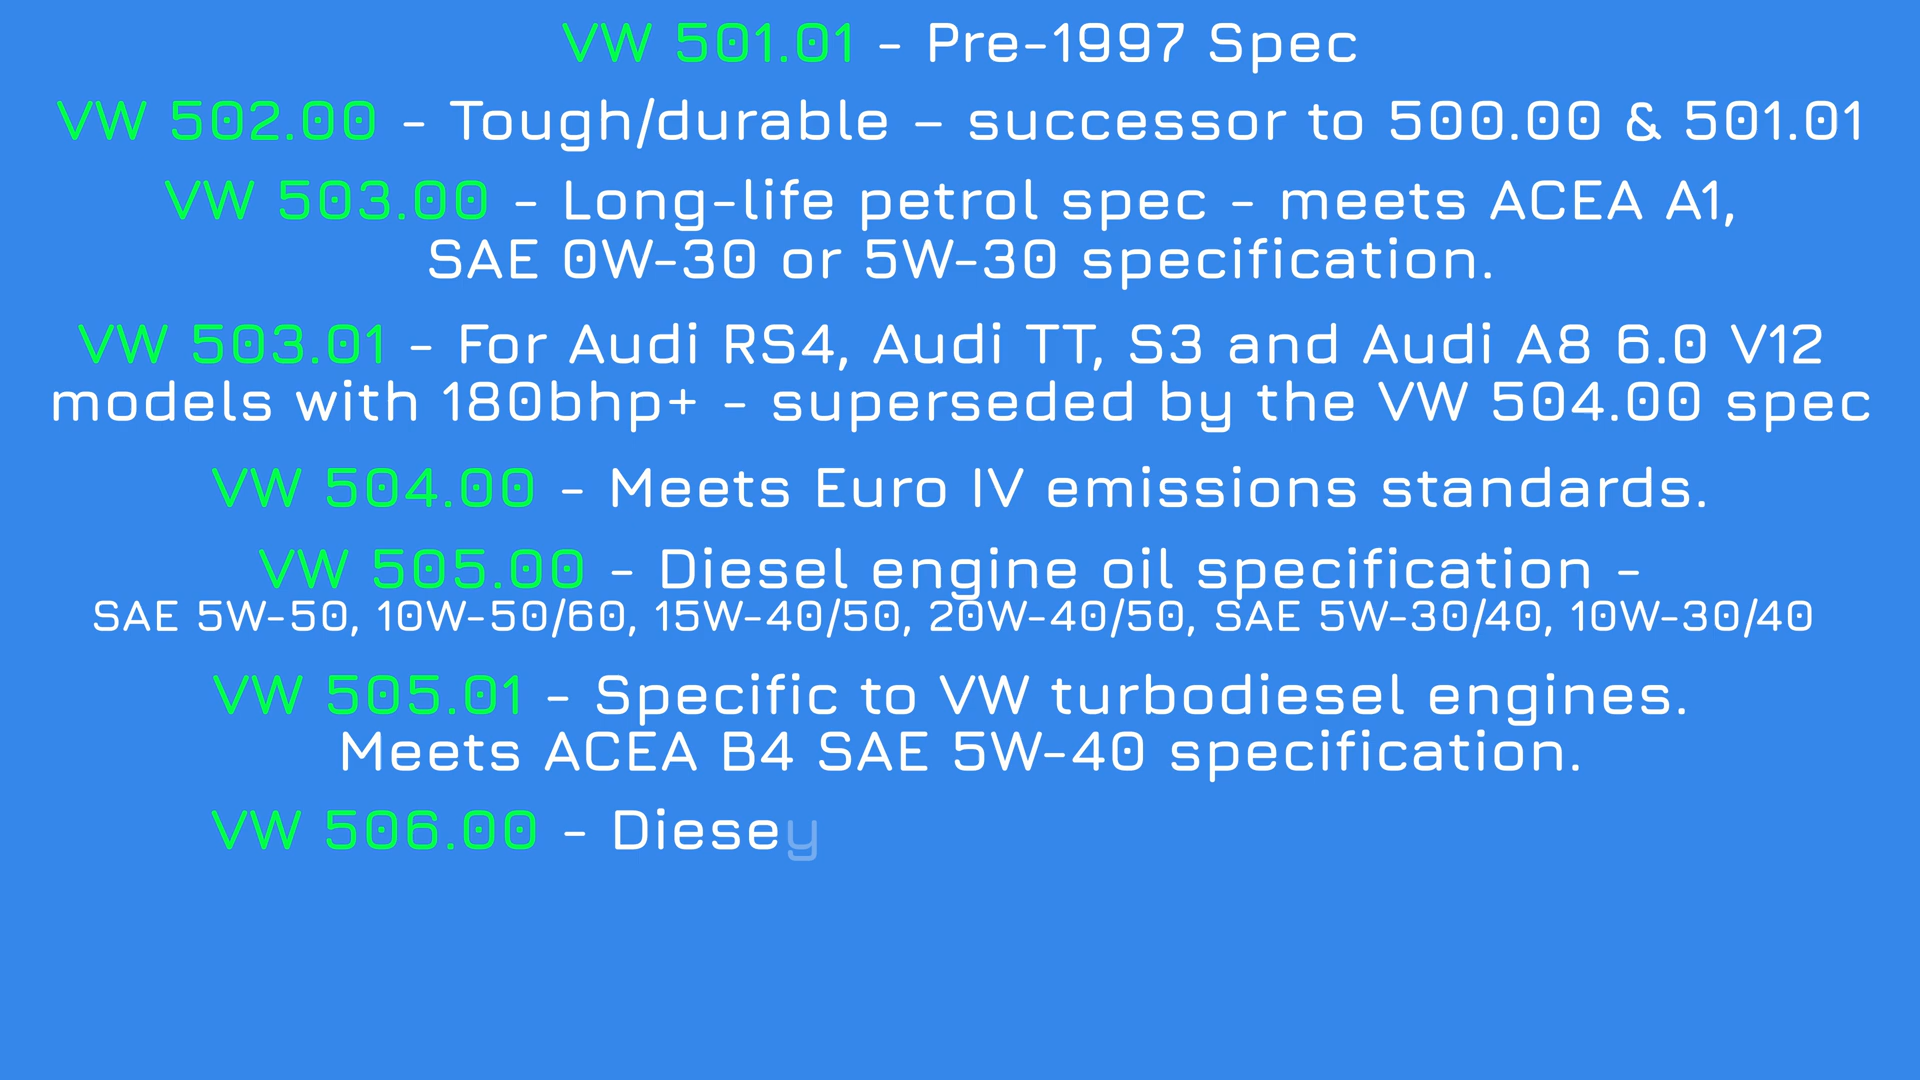 VW 501.01 - Pre-1997 Spec
VW 502.00 - Tough/durable – successor to 500.00 & 501.01
VW 503.00 - Long-life petrol spec - meets ACEA A1,
SAE 0W-30 or 5W-30 specification.
VW 503.01 - For Audi RS4, Audi TT, S3 and Audi A8 6.0 V12
models with 180bhp+ - superseded by the VW 504.00 spec
VW 504.00 - Meets Euro IV emissions standards.
VW 505.00 - Diesel engine oil specification -
SAE 5W-50, 10W-50/60, 15W-40/50, 20W-40/50, SAE 5W-30/40, 10W-30/40
VW 505.01 - Specific to VW turbodiesel engines.
Meets ACEA B4 SAE 5W-40 specification.
VW 506.00 - Diesey